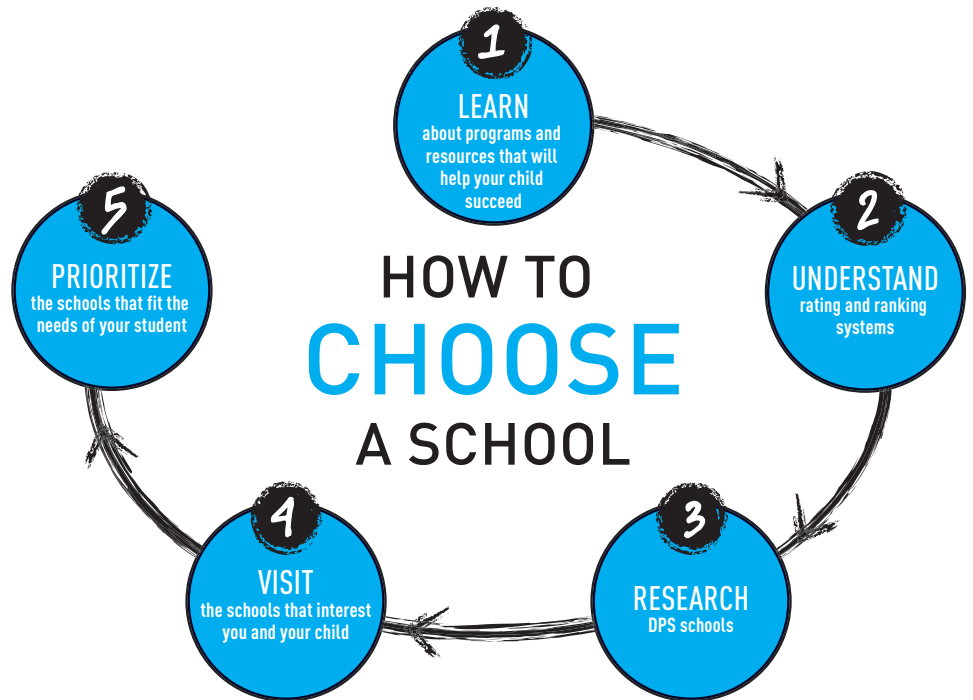 1
LEARN
about programs and
resources that will
help your child
succeed
2
UNDERSTAND
rating and ranking
systems
3
RESEARCH
DPS schools
4
VISIT
the schools that interest
you and your child
5
PRIORITIZE
the schools that fit the
needs of your student
HOW TO
CHOOSE
A SCHOOL